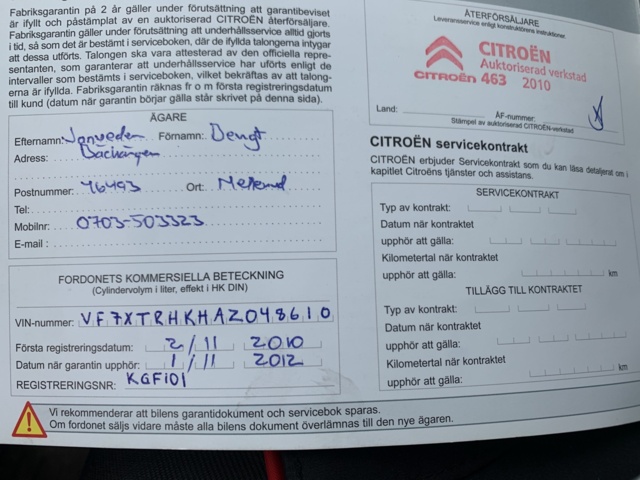 Fabriksgarantin på 2 år gäller under förutsättning att garantibeviset
är ifyllt och påstämplat av en auktoriserad CITROËN återförsäljare.
Fabriksgarantin gäller under förutsättning att underhållsservice alltid gjorts
i tid, så som det är bestämt i serviceboken, där de ifyllda talongerna intygar
att dessa utförts. Talongen ska vara attesterad av den officiella repre-
sentanten, som garanterar att underhållsservice har uförts enligt de
intervaller som bestämts i serviceboken, vilket bekräftas av att talong-
erna är ifyllda. Fabriksgarantin räknas fr o m första registreringsdatum
till kund (datum när garantin börjar gälla står skrivet på denna sida).
ÄGARE
Efternamn: Förnamn: Bengt
Adress: Bäckängen
Postnummer: 46493 Ort: Mellerud
Tel:
Mobilnr: 0703-503323
E-mail :
FORDONETS KOMMERSIELLA BETECKNING
(Cylindervolym i liter, effekt i HK DIN)
VIN-nummer: VF7XTRHKHAZ048610
Första registreringsdatum: 2/11 2010
Datum när garantin upphör: 1/11 2012
REGISTRERINGSNR: KGF101
ÅTERFÖRSÄLJARE
Leveransservice enligt konstruktörens instruktioner
CITROËN
Auktoriserad verkstad
CITROËN 463 2010
Land: ÅF-nummer:
Stämpel av auktoriserad CITROËN-verkstad
CITROËN servicekontrakt
CITROËN erbjuder Servicekontrakt som du kan läsa detaljerat om i
kapitlet Citroëns tjänster och assistans.
SERVICEKONTRAKT
Typ av kontrakt:
Datum när kontraktet
upphör att gälla:
Kilometertal när kontraktet
upphör att gälla: km
TILLÄGG TILL KONTRAKTET
Typ av kontrakt:
Datum när kontraktet
upphör att gälla:
Kilometertal när kontraktet
upphör att gälla: km
Vi rekommenderar att bilens garantidokument och servicebok sparas.
Om fordonet säljs vidare måste alla bilens dokument överlämnas till den nye ägaren.